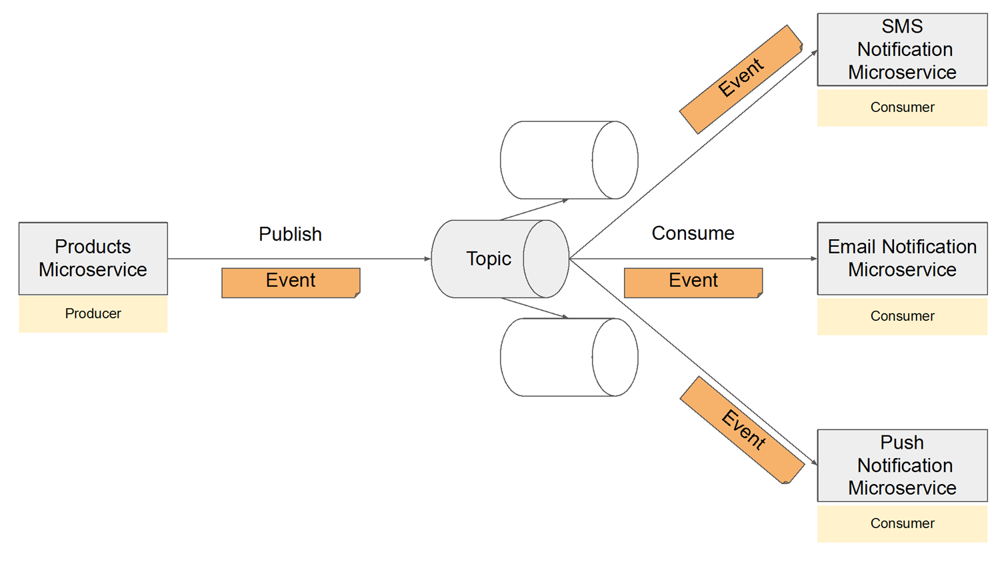 Products
Microservice
Producer
Publish
Event
Topic
Consume
Event
Event
Event
SMS
Notification
Microservice
Consumer
Email Notification
Microservice
Consumer
Push
Notification
Microservice
Consumer